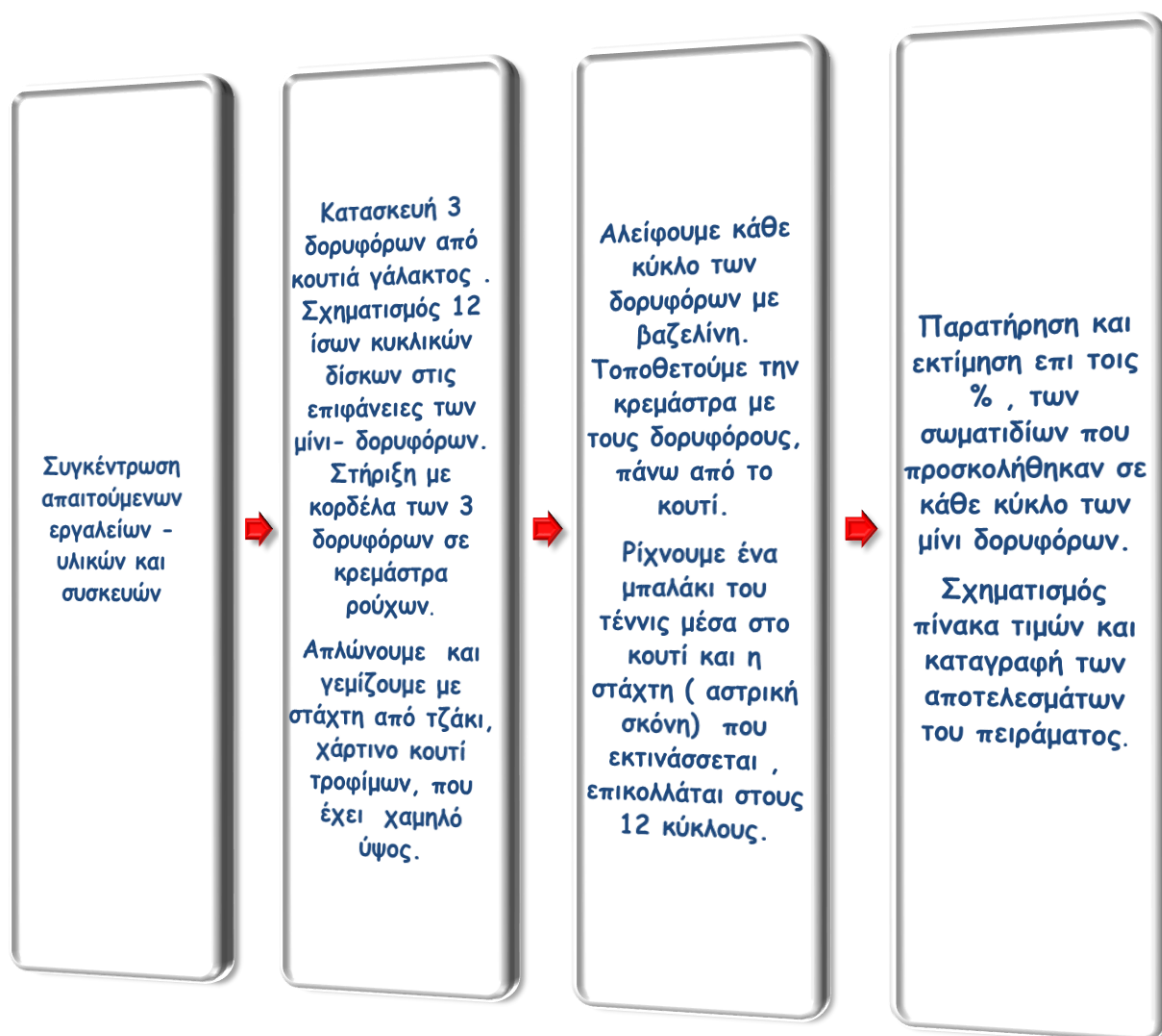 Συγκέντρωση
απαιτούμενων
εργαλείων -
υλικών και
συσκευών
Κατασκευή 3
δορυφόρων από
κουτιά γάλακτος .
Σχηματισμός 12
ίσων κυκλικών
δίσκων στις
επιφάνειες των
μίνι- δορυφόρων.
Στήριξη με
κορδέλα των 3
δορυφόρων σε
κρεμάστρα
ρούχων.
Απλώνουμε και
γεμίζουμε με
στάχτη από τζάκι,
χάρτινο κουτί
τροφίμων, που
έχει χαμηλό
ύψος.
Αλείφουμε κάθε
κύκλο των
δορυφόρων με
βαζελίνη.
Τοποθετούμε την
κρεμάστρα με
τους δορυφόρους,
πάνω από το
κουτί.
Ρίχνουμε ένα
μπαλάκι του
τέννις μέσα στο
κουτί και η
στάχτη ( αστρική
σκόνη) που
εκτινάσσεται ,
επικολλάται στους
12 κύκλους.
Παρατήρηση και
εκτίμηση επι τοις
% , των
σωματιδίων που
προσκολήθηκαν σε
κάθε κύκλο των
μίνι δορυφόρων.
Σχηματισμός
πίνακα τιμών και
καταγραφή των
αποτελεσμάτων
του πειράματος.